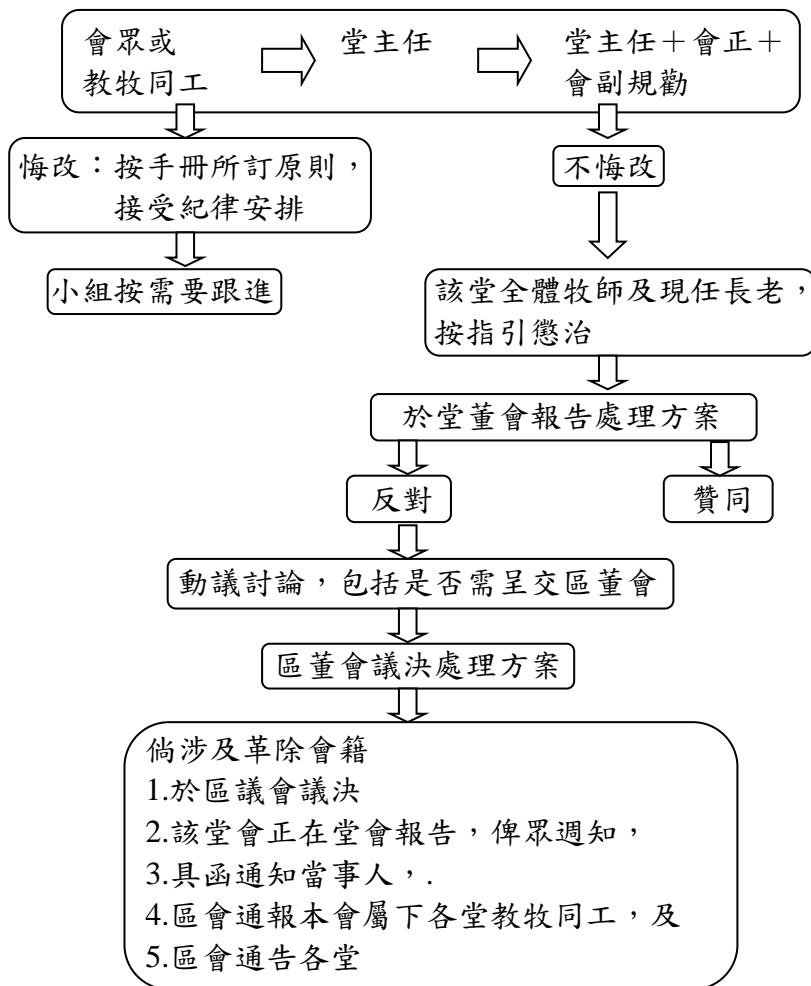 會眾或
教牧同工
堂主任
堂主任＋會正＋
會副規勸
悔改：按手冊所訂原則，
接受紀律安排
不悔改
小組按需要跟進
該堂全體牧師及現任長老，
按指引懲治
於堂董會報告處理方案
反對
贊同
動議討論，包括是否需呈交區董會
區董會議決處理方案
倘涉及革除會籍
1.於區議會議決
2.該堂會正在堂會報告，俾眾週知，
3.具函通知當事人，.
4.區會通報本會屬下各堂教牧同工，及
5.區會通告各堂